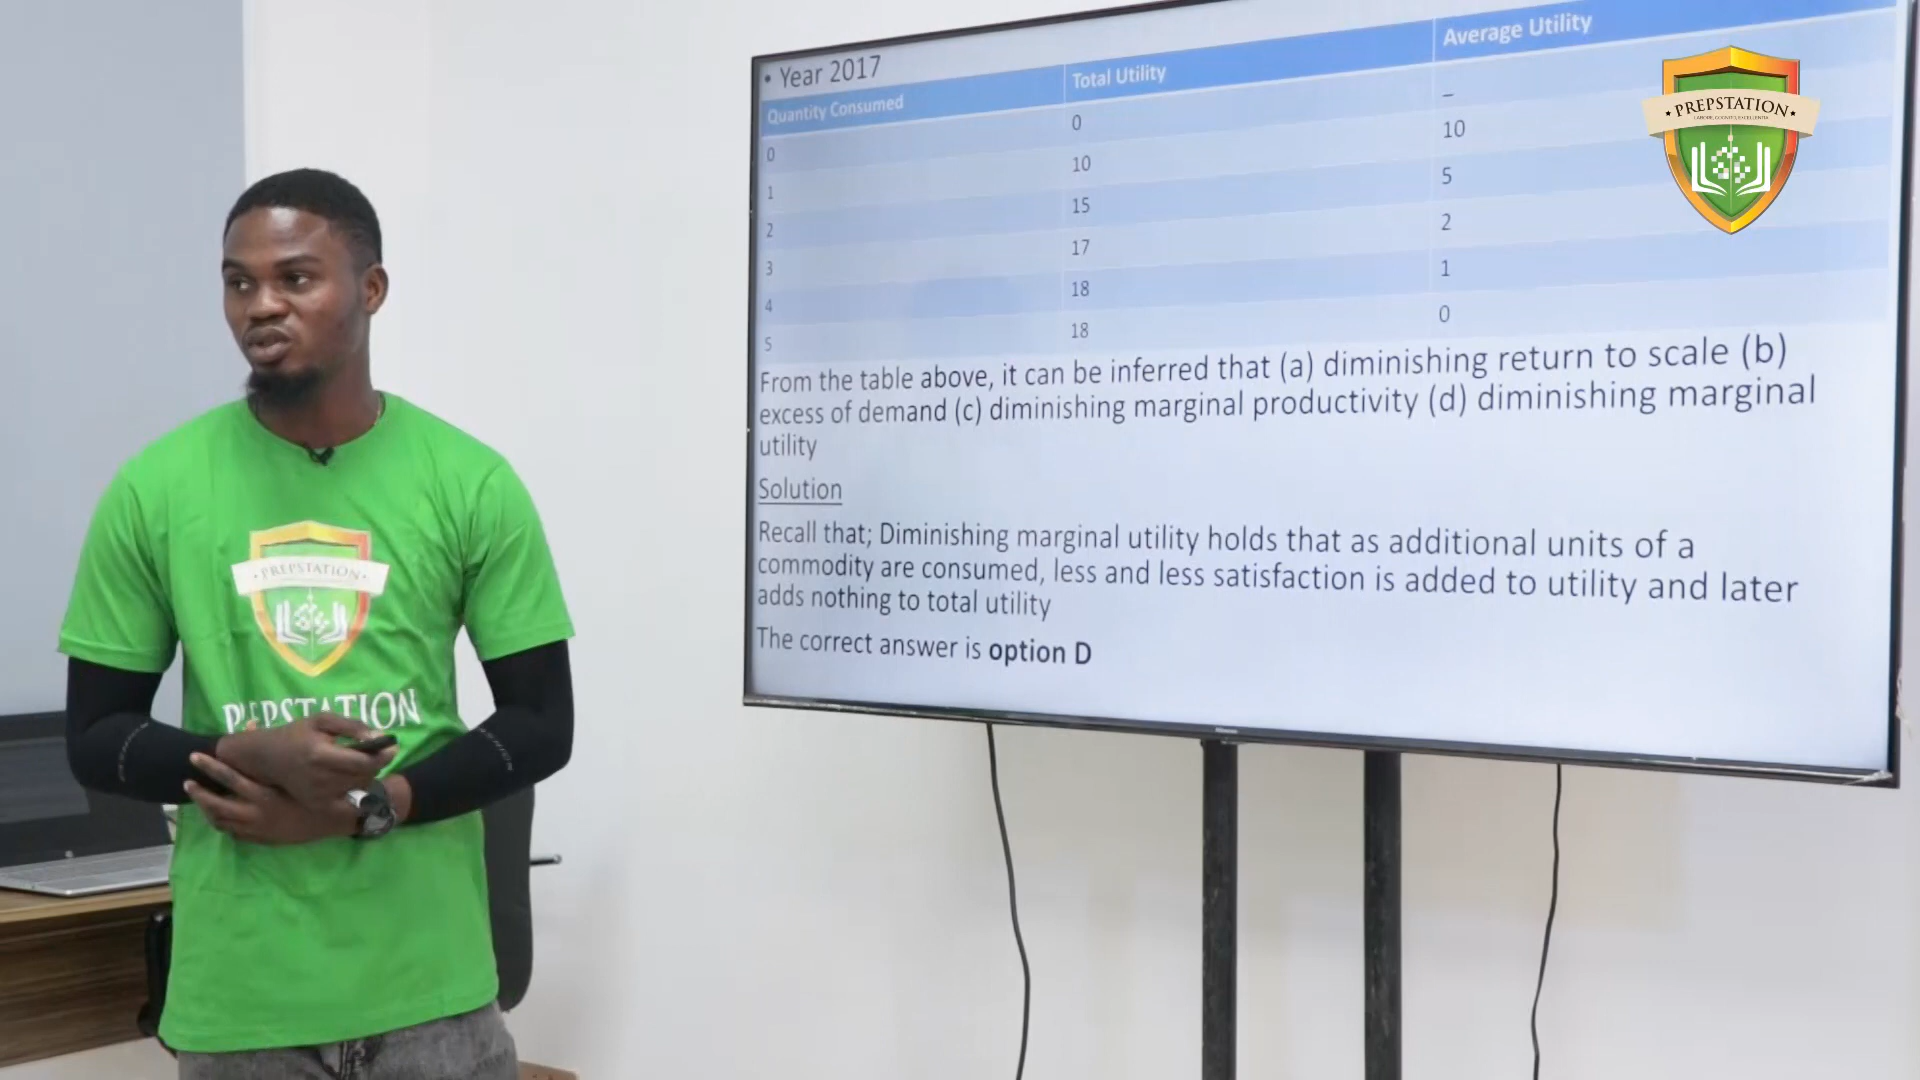 • Year 2017
Quantity Consumed Total Utility Average Utility
0 0 –
1 10 10
2 15 5
3 17 2
4 18 1
5 18 0
From the table above, it can be inferred that (a) diminishing return to scale (b)
excess of demand (c) diminishing marginal productivity (d) diminishing marginal
utility
Solution
Recall that; Diminishing marginal utility holds that as additional units of a
commodity are consumed, less and less satisfaction is added to utility and later
adds nothing to total utility
The correct answer is option D
PREPSTATION
PREPSTATION
PREPSTATION